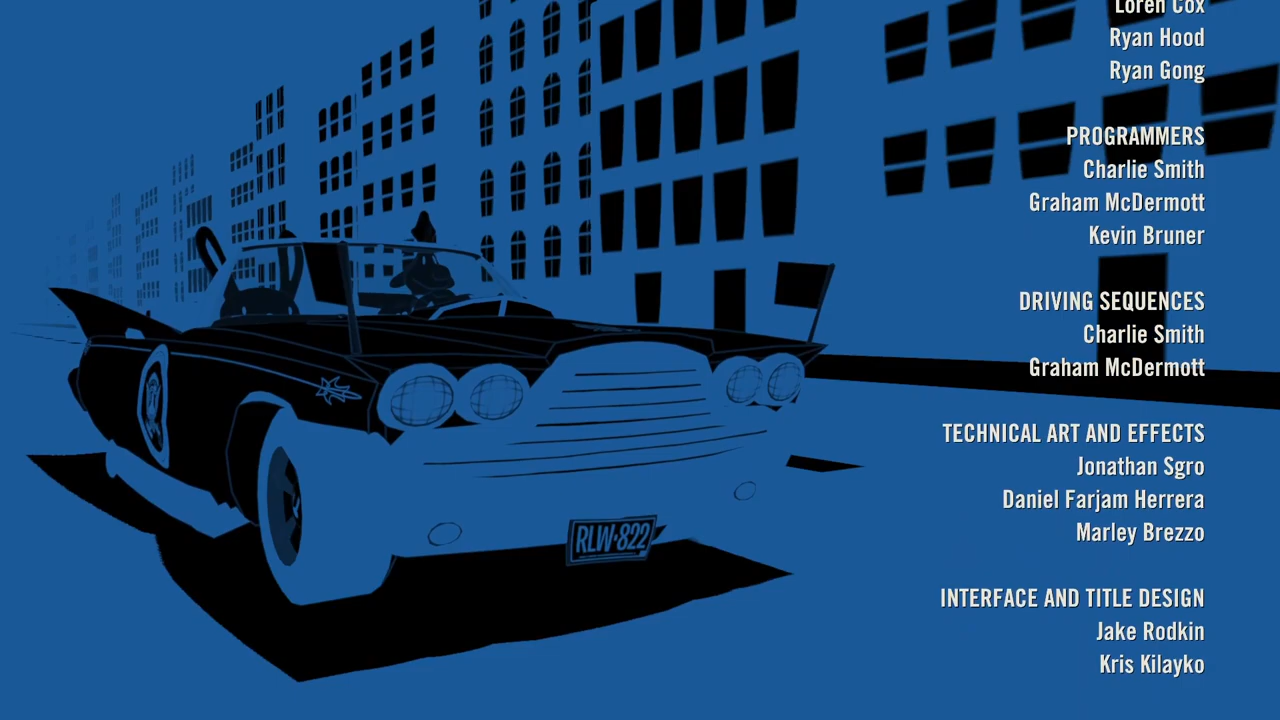 Loren Cox
Ryan Hood
Ryan Gong
PROGRAMMERS
Charlie Smith
Graham McDermott
Kevin Bruner
DRIVING SEQUENCES
Charlie Smith
Graham McDermott
TECHNICAL ART AND EFFECTS
Jonathan Sgro
Daniel Farjam Herrera
Marley Brezzo
RLW·822
INTERFACE AND TITLE DESIGN
Jake Rodkin
Kris Kilayko